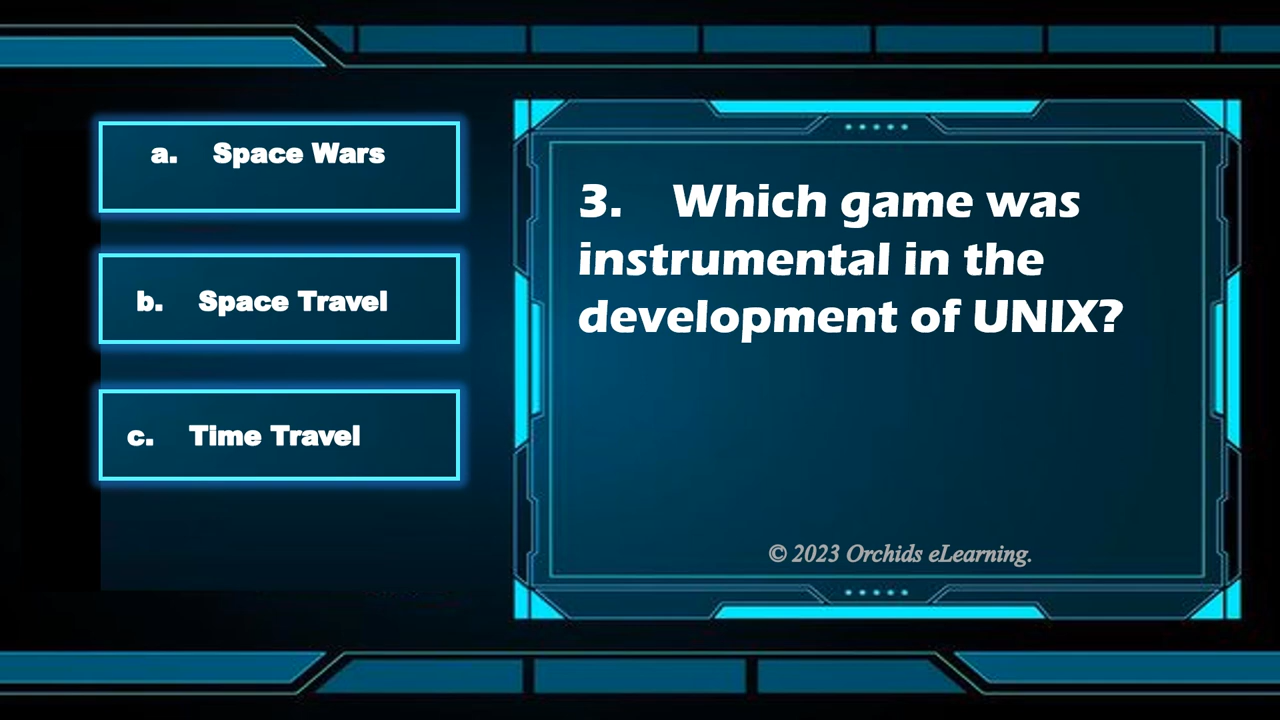 a. Space Wars
b. Space Travel
c. Time Travel
3. Which game was
instrumental in the
development of UNIX?
© 2023 Orchids eLearning.